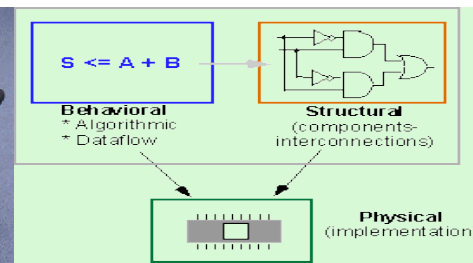 S <= A + B
Behavioral
* Algorithmic
* Dataflow
Structural
(components-
interconnections)
Physical
(implementation